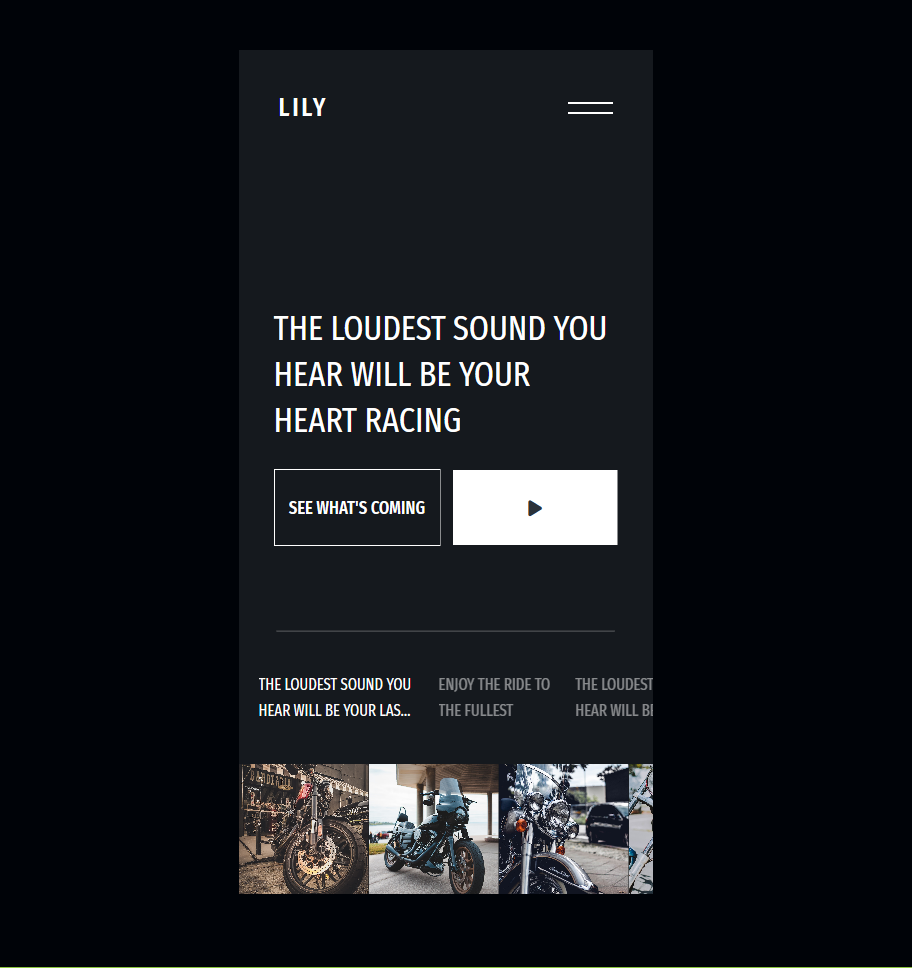 LILY
THE LOUDEST SOUND YOU
HEAR WILL BE YOUR
HEART RACING
SEE WHAT'S COMING
THE LOUDEST SOUND YOU
HEAR WILL BE YOUR LAS...
ENJOY THE RIDE TO
THE FULLEST
THE LOUDEST
HEAR WILL